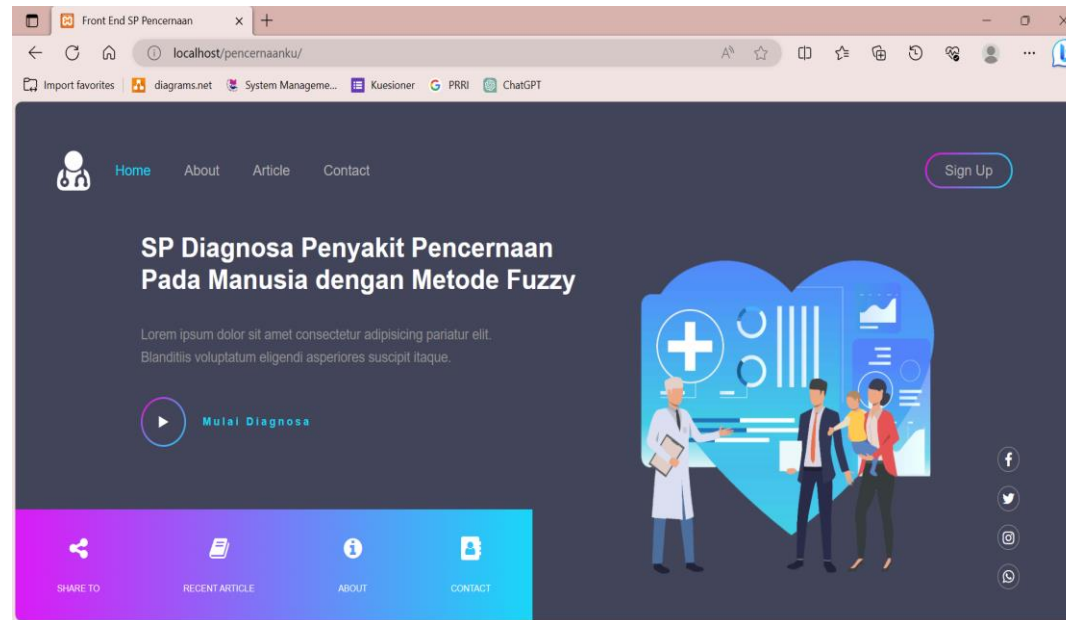 Front End SP Pencernaan
localhost/pencernaanku/
Import favorites
diagrams.net
System Manageme...
Kuesioner
PRRI
ChatGPT
Home
About
Article
Contact
Sign Up
SP Diagnosa Penyakit Pencernaan
Pada Manusia dengan Metode Fuzzy
Lorem ipsum dolor sit amet consectetur adipisicing pariatur elit.
Blanditiis voluptatum eligendi asperiores suscipit itaque.
Mulai Diagnosa
SHARE TO
RECENT ARTICLE
ABOUT
CONTACT